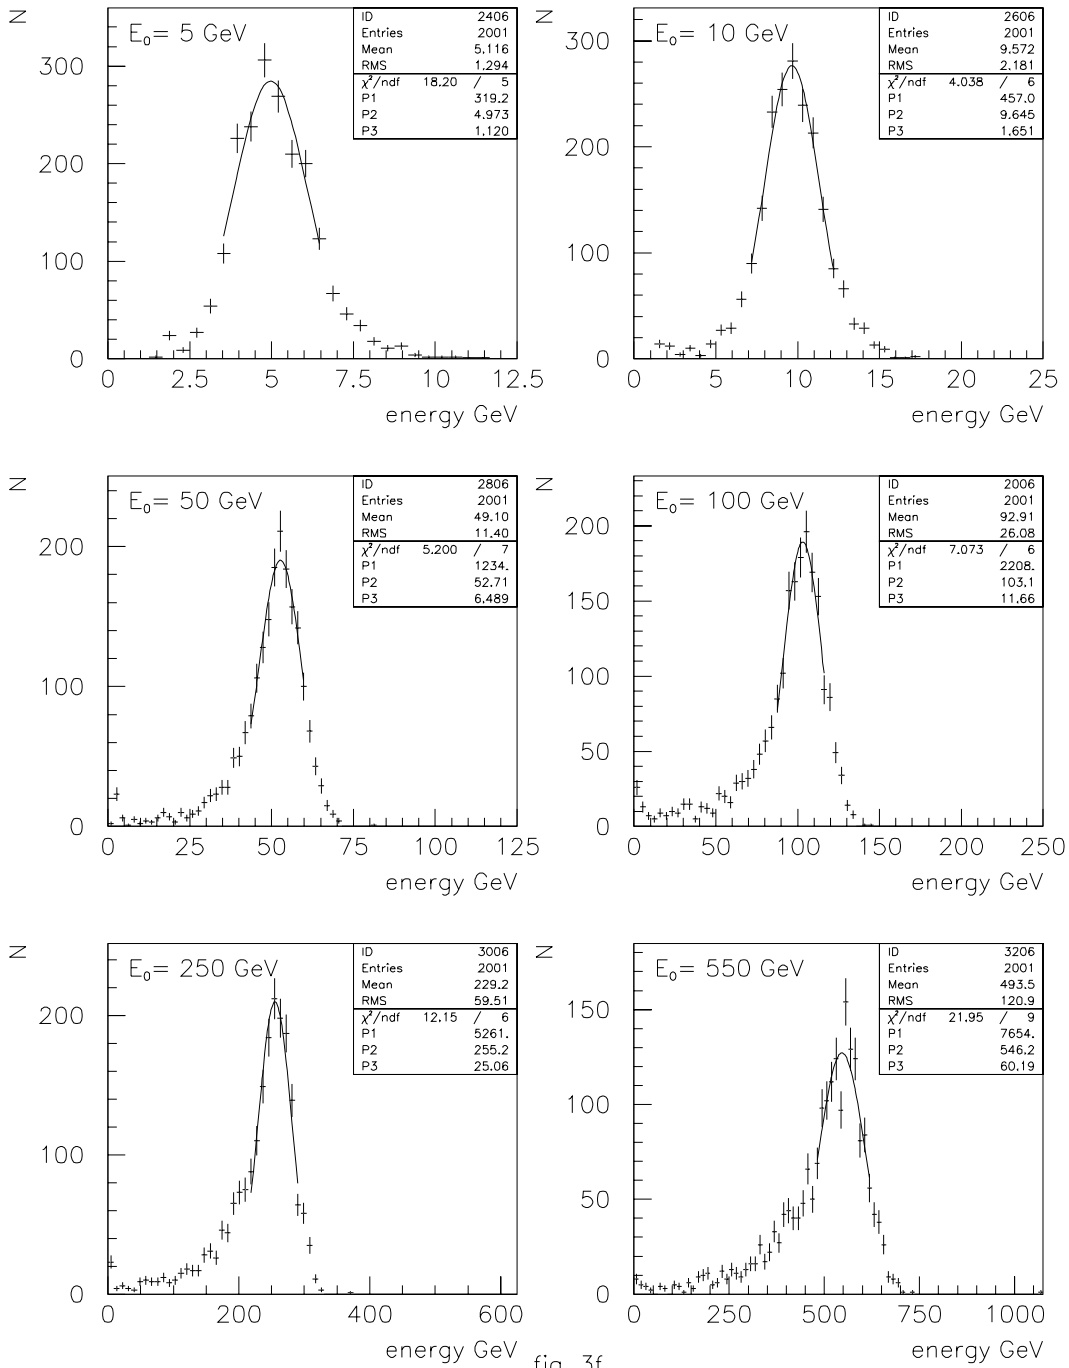 N
E₀= 5 GeV
ID 2406
Entries 2001
Mean 5.116
RMS 1.294
χ²/ndf 18.20 / 5
P1 319.2
P2 4.973
P3 1.120
300
200
100
0
0 2.5 5 7.5 10 12.5
energy GeV
N
E₀= 10 GeV
ID 2606
Entries 2001
Mean 9.572
RMS 2.181
χ²/ndf 4.038 / 6
P1 457.0
P2 9.645
P3 1.651
300
200
100
0
0 5 10 15 20 25
energy GeV
N
E₀= 50 GeV
ID 2806
Entries 2001
Mean 49.10
RMS 11.40
χ²/ndf 5.200 / 7
P1 1234.
P2 52.71
P3 6.489
200
100
0
0 25 50 75 100 125
energy GeV
N
E₀= 100 GeV
ID 2006
Entries 2001
Mean 92.91
RMS 26.08
χ²/ndf 7.073 / 6
P1 2208.
P2 103.1
P3 11.66
200
150
100
50
0
0 50 100 150 200 250
energy GeV
N
E₀= 250 GeV
ID 3006
Entries 2001
Mean 229.2
RMS 59.51
χ²/ndf 12.15 / 6
P1 5261.
P2 255.2
P3 25.06
200
100
0
0 200 400 600
energy GeV
N
E₀= 550 GeV
ID 3206
Entries 2001
Mean 493.5
RMS 120.9
χ²/ndf 21.95 / 9
P1 7654.
P2 546.2
P3 60.19
150
100
50
0
0 250 500 750 1000
energy GeV
fig. 3f